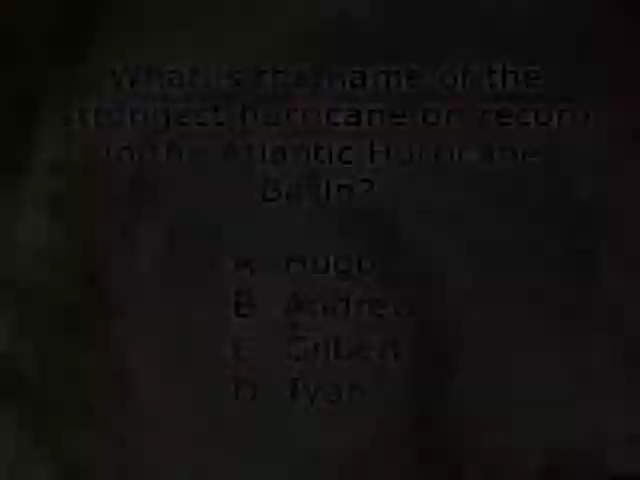 What is the name of the
strongest hurricane on record
in the Atlantic Hurricane
Basin?
A. Hugo
B. Andrew
C. Gilbert
D. Ivan